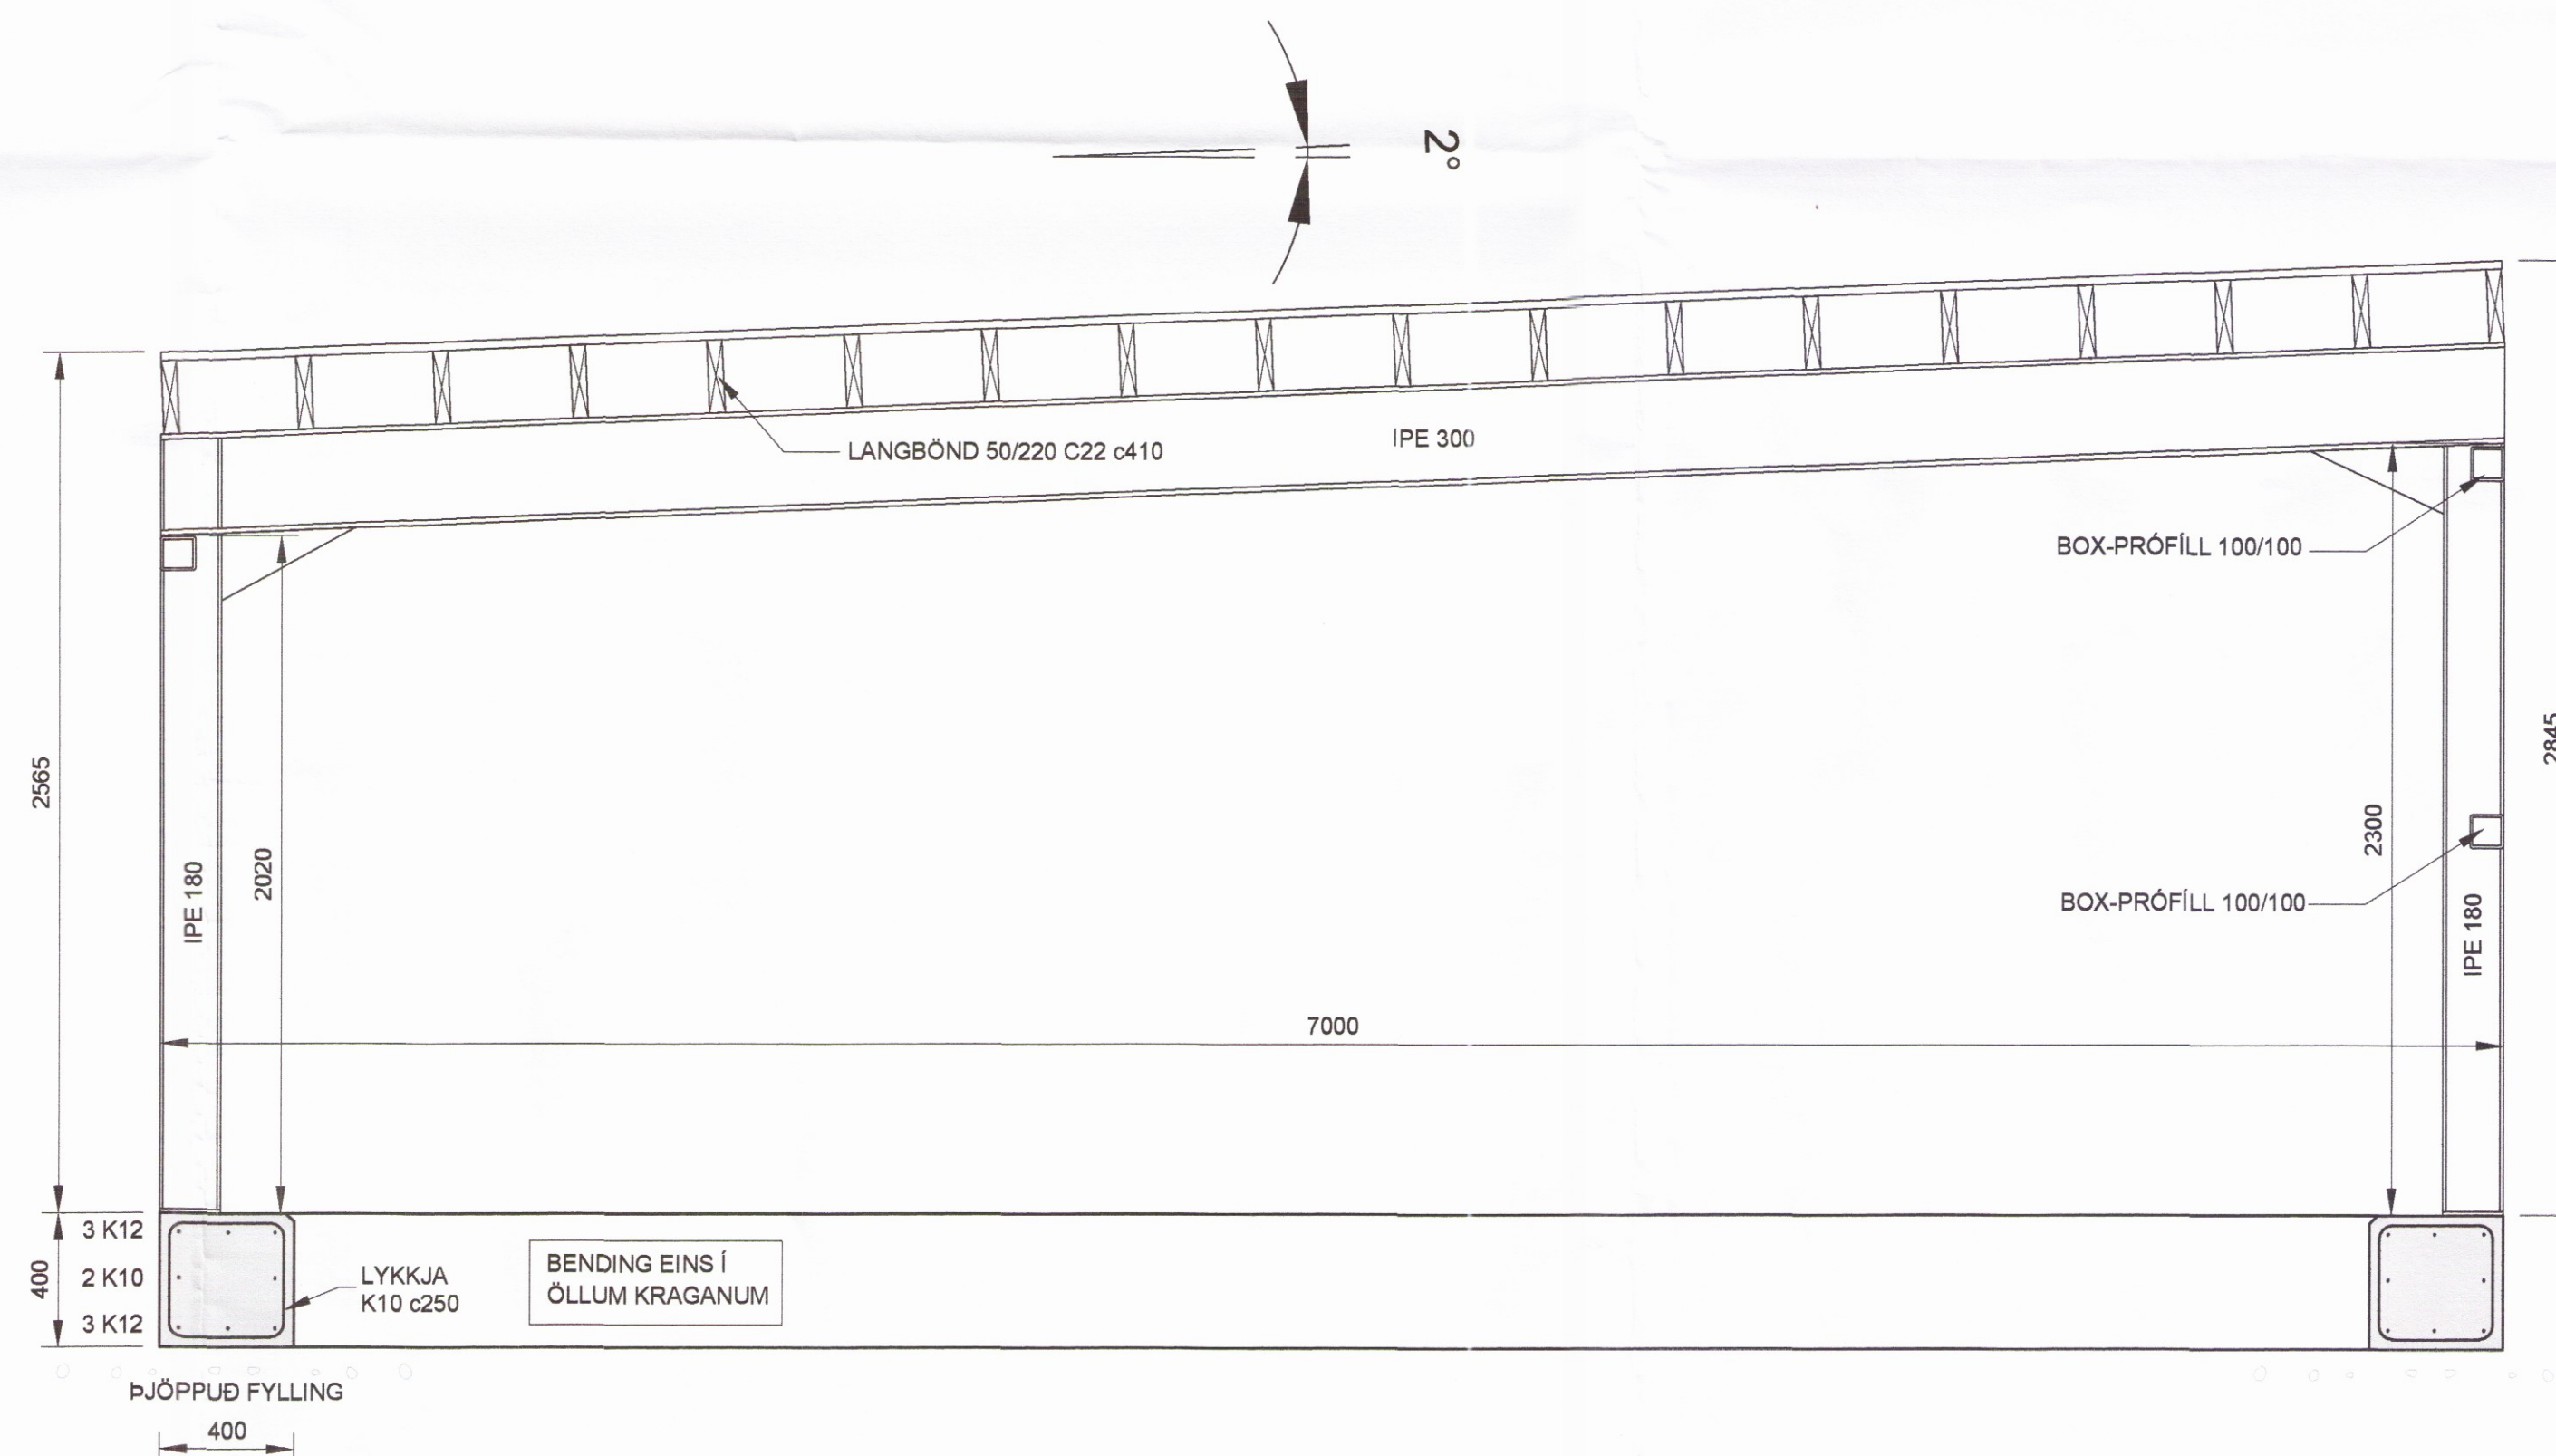 2°
LANGBÖND 50/220 C22 c410
IPE 300
BOX-PRÓFÍLL 100/100
2565
2845
2020
IPE 180
2300
BOX-PRÓFÍLL 100/100
IPE 180
7000
3 K12
400
2 K10
3 K12
LYKKJA
K10 c250
BENDING EINS Í
ÖLLUM KRAGANUM
ÞJÖPPUÐ FYLLING
400